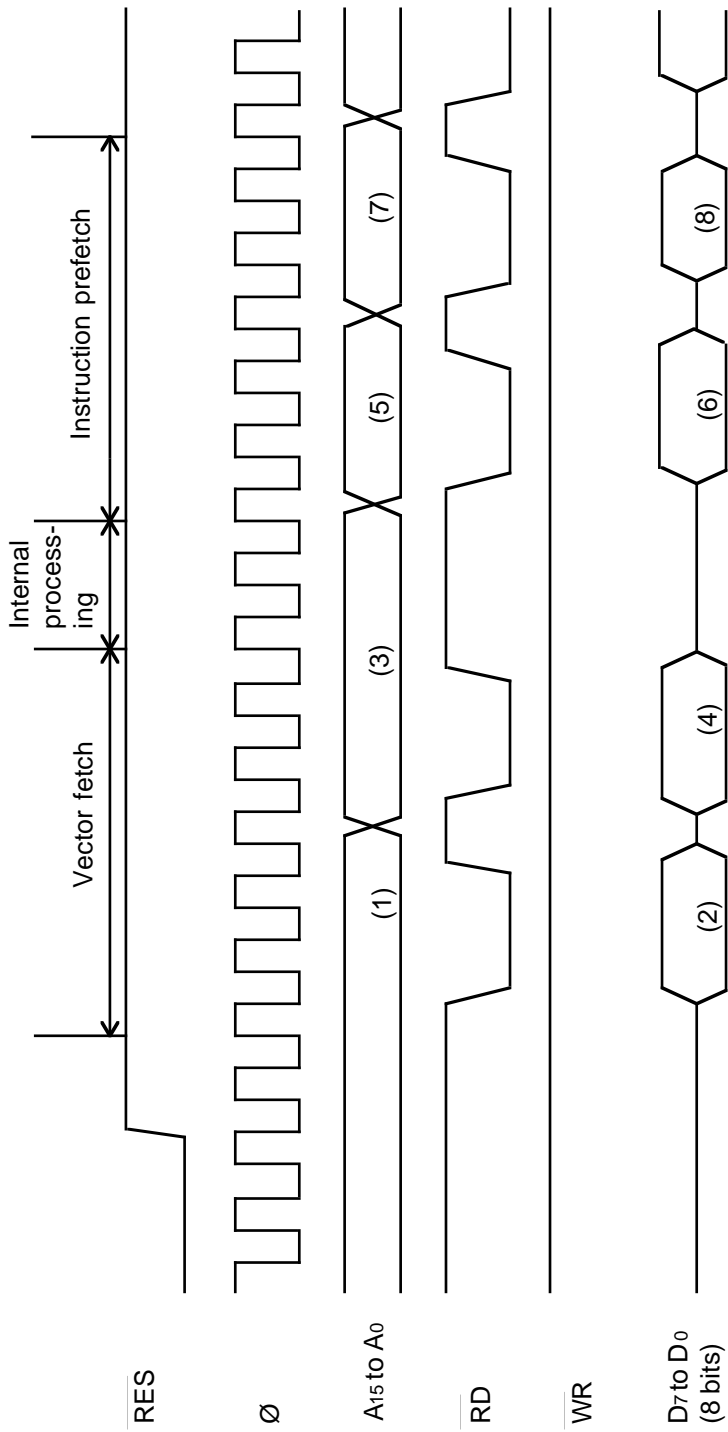 Vector fetch
Internal
process-
ing
Instruction prefetch
RES
Ø
A15 to A0
(1)
(3)
(5)
(7)
RD
WR
D7 to D0
(8 bits)
(2)
(4)
(6)
(8)